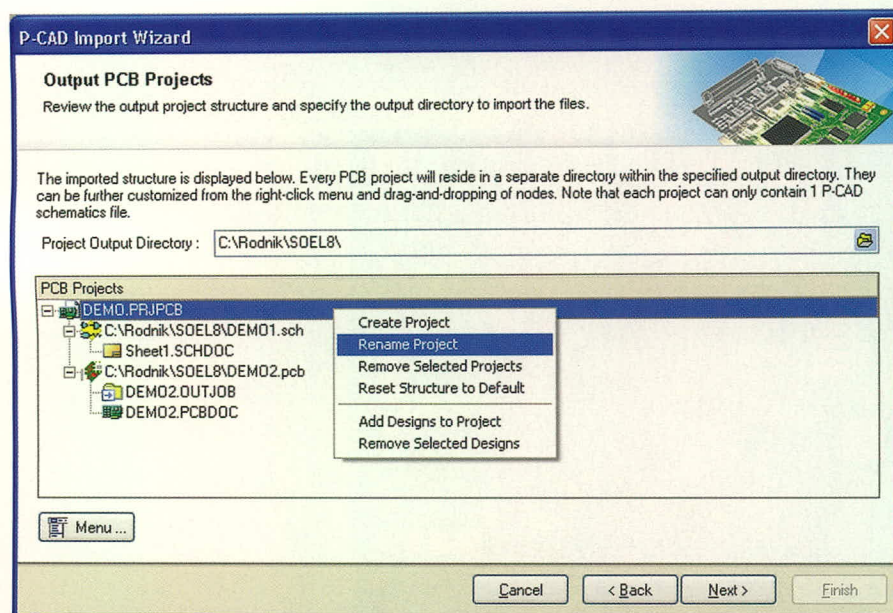 P-CAD Import Wizard
Output PCB Projects
Review the output project structure and specify the output directory to import the files.
The imported structure is displayed below. Every PCB project will reside in a separate directory within the specified output directory. They
can be further customized from the right-click menu and drag-and-dropping of nodes. Note that each project can only contain 1 P-CAD
schematics file.
Project Output Directory : C:\Rodnik\SOEL8\
PCB Projects
DEMO.PRJPCB
C:\Rodnik\SOEL8\DEMO1.sch
Sheet1.SCHDOC
C:\Rodnik\SOEL8\DEMO2.pcb
DEMO2.OUTJOB
DEMO2.PCBDOC
Create Project
Rename Project
Remove Selected Projects
Reset Structure to Default
Add Designs to Project
Remove Selected Designs
Menu ...
Cancel
< Back
Next >
Finish